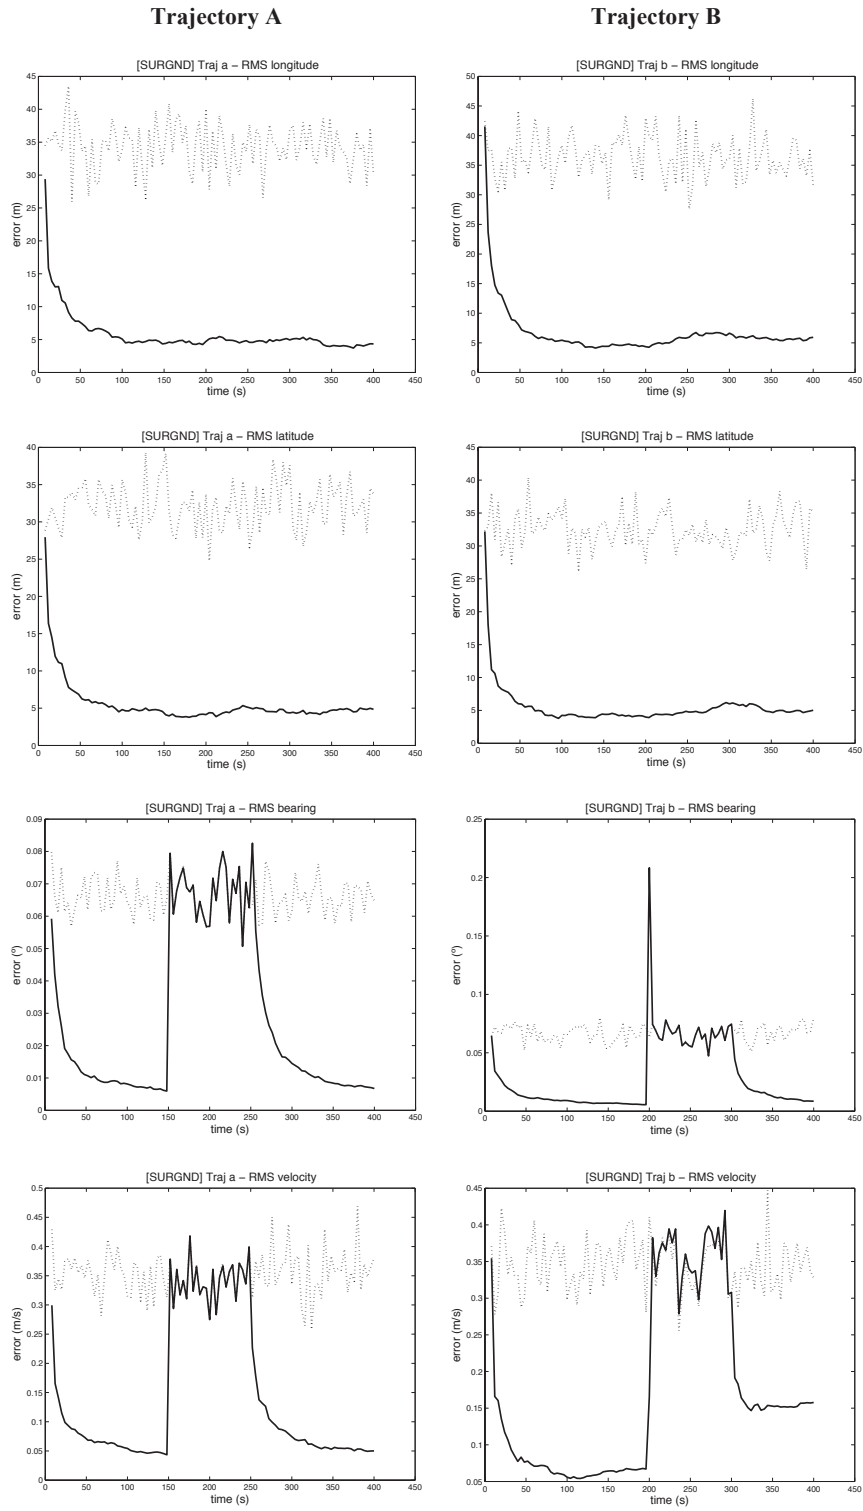 Trajectory A
Trajectory B
[SURGND] Traj a − RMS longitude
45
40
35
30
25
20
15
10
5
0
error (m)
0 50 100 150 200 250 300 350 400 450
time (s)
[SURGND] Traj b − RMS longitude
50
45
40
35
30
25
20
15
10
5
0
error (m)
0 50 100 150 200 250 300 350 400 450
time (s)
[SURGND] Traj a − RMS latitude
40
35
30
25
20
15
10
5
0
error (m)
0 50 100 150 200 250 300 350 400 450
time (s)
[SURGND] Traj b − RMS latitude
45
40
35
30
25
20
15
10
5
0
error (m)
0 50 100 150 200 250 300 350 400 450
time (s)
[SURGND] Traj a − RMS bearing
0.09
0.08
0.07
0.06
0.05
0.04
0.03
0.02
0.01
0
error (º)
0 50 100 150 200 250 300 350 400 450
time (s)
[SURGND] Traj b − RMS bearing
0.25
0.2
0.15
0.1
0.05
0
error (º)
0 50 100 150 200 250 300 350 400 450
time (s)
[SURGND] Traj a − RMS velocity
0.5
0.45
0.4
0.35
0.3
0.25
0.2
0.15
0.1
0.05
0
error (m/s)
0 50 100 150 200 250 300 350 400 450
time (s)
[SURGND] Traj b − RMS velocity
0.45
0.4
0.35
0.3
0.25
0.2
0.15
0.1
0.05
error (m/s)
0 50 100 150 200 250 300 350 400 450
time (s)